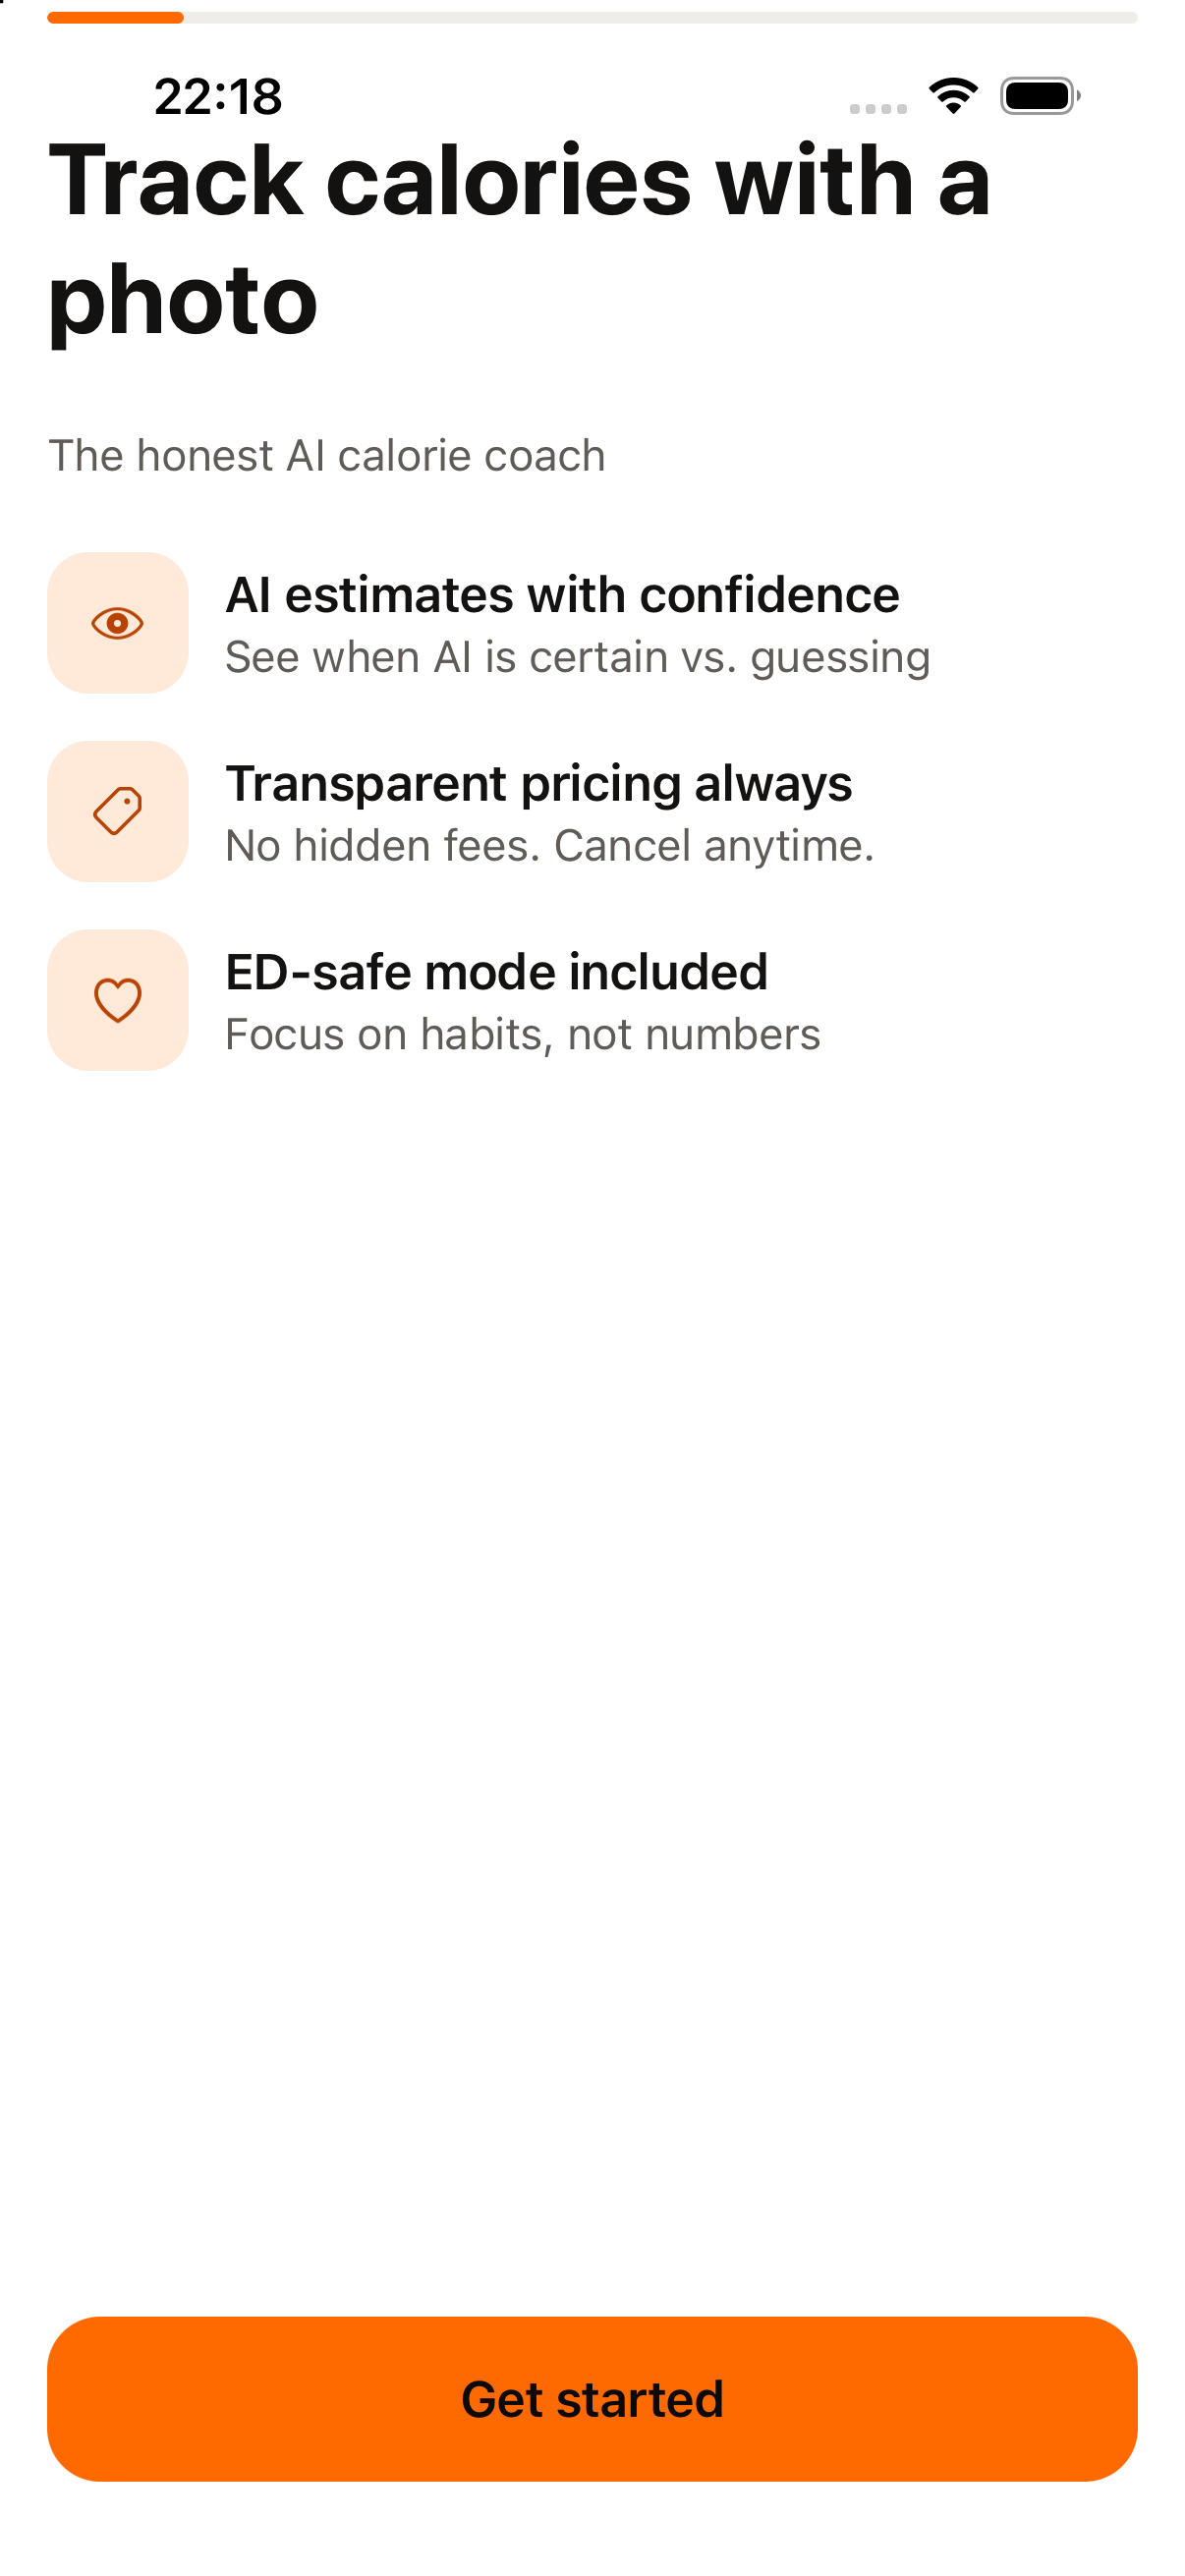 22:18
Track calories with a
photo
The honest AI calorie coach
AI estimates with confidence
See when AI is certain vs. guessing
Transparent pricing always
No hidden fees. Cancel anytime.
ED-safe mode included
Focus on habits, not numbers
Get started